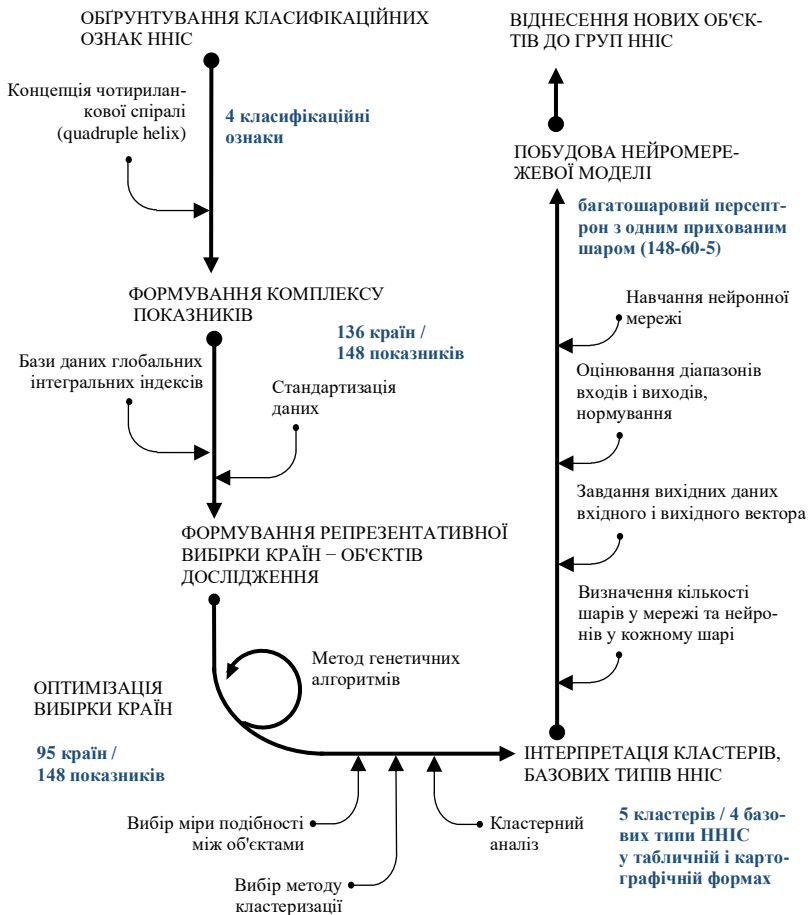 ОБҐРУНТУВАННЯ КЛАСИФІКАЦІЙНИХ
ОЗНАК ННІС
Концепція чотирилан-
кової спіралі
(quadruple helix)
4 класифікаційні
ознаки
ФОРМУВАННЯ КОМПЛЕКСУ
ПОКАЗНИКІВ
136 країн /
148 показників
Бази даних глобальних
інтегральних індексів
Стандартизація
даних
ФОРМУВАННЯ РЕПРЕЗЕНТАТИВНОЇ
ВИБІРКИ КРАЇН − ОБ'ЄКТІВ
ДОСЛІДЖЕННЯ
Метод генетичних
алгоритмів
ОПТИМІЗАЦІЯ
ВИБІРКИ КРАЇН
95 країн /
148 показників
Вибір міри подібності
між об'єктами
Вибір методу
кластеризації
Кластерний
аналіз
ІНТЕРПРЕТАЦІЯ КЛАСТЕРІВ,
БАЗОВИХ ТИПІВ ННІС
5 кластерів / 4 базо-
вих типи ННІС
у табличній і карто-
графічній формах
Визначення кількості
шарів у мережі та нейро-
нів у кожному шарі
Завдання вихідних даних
вхідного і вихідного вектора
Оцінювання діапазонів
входів і виходів,
нормування
Навчання нейронної
мережі
багатошаровий персепт-
рон з одним прихованим
шаром (148-60-5)
ПОБУДОВА НЕЙРОМЕРЕ-
ЖЕВОЇ МОДЕЛІ
ВІДНЕСЕННЯ НОВИХ ОБ'ЄК-
ТІВ ДО ГРУП ННІС